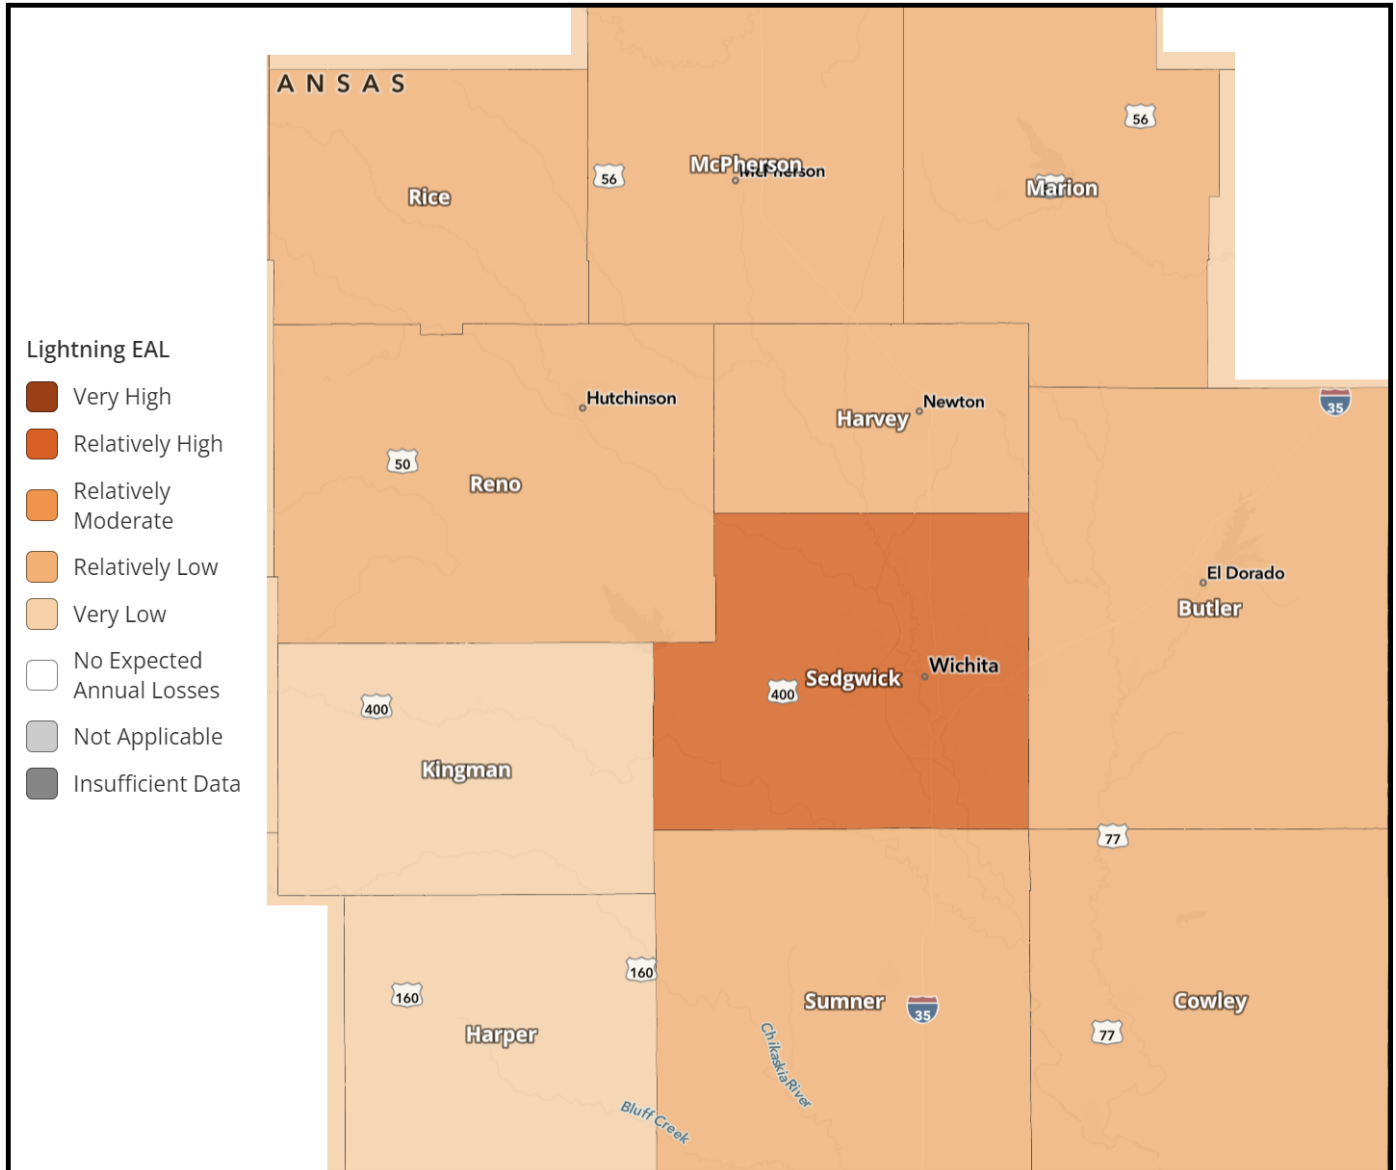 ANSAS
56
McPherson
McPherson
56
Rice
Marion
Lightning EAL
Very High
Relatively High
Relatively
Moderate
Relatively Low
Very Low
No Expected
Annual Losses
Not Applicable
Insufficient Data
Hutchinson
Newton
35
Harvey
50
Reno
El Dorado
Butler
Wichita
Sedgwick
400
400
Kingman
77
160
160
Sumner
35
Cowley
77
Harper
Chikaskia River
Bluff Creek